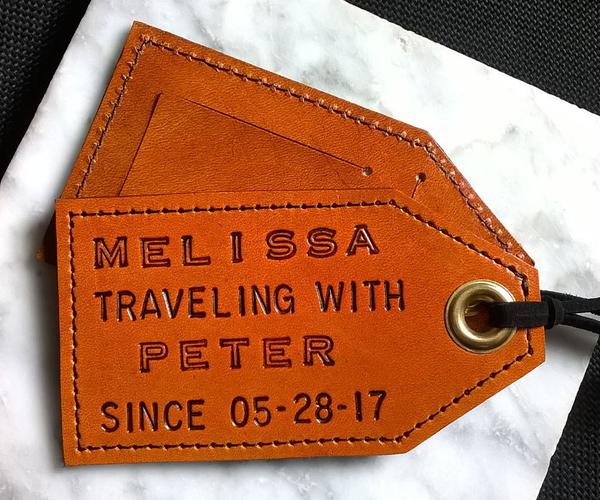 MELISSA
TRAVELING WITH
PETER
SINCE 05-28-17